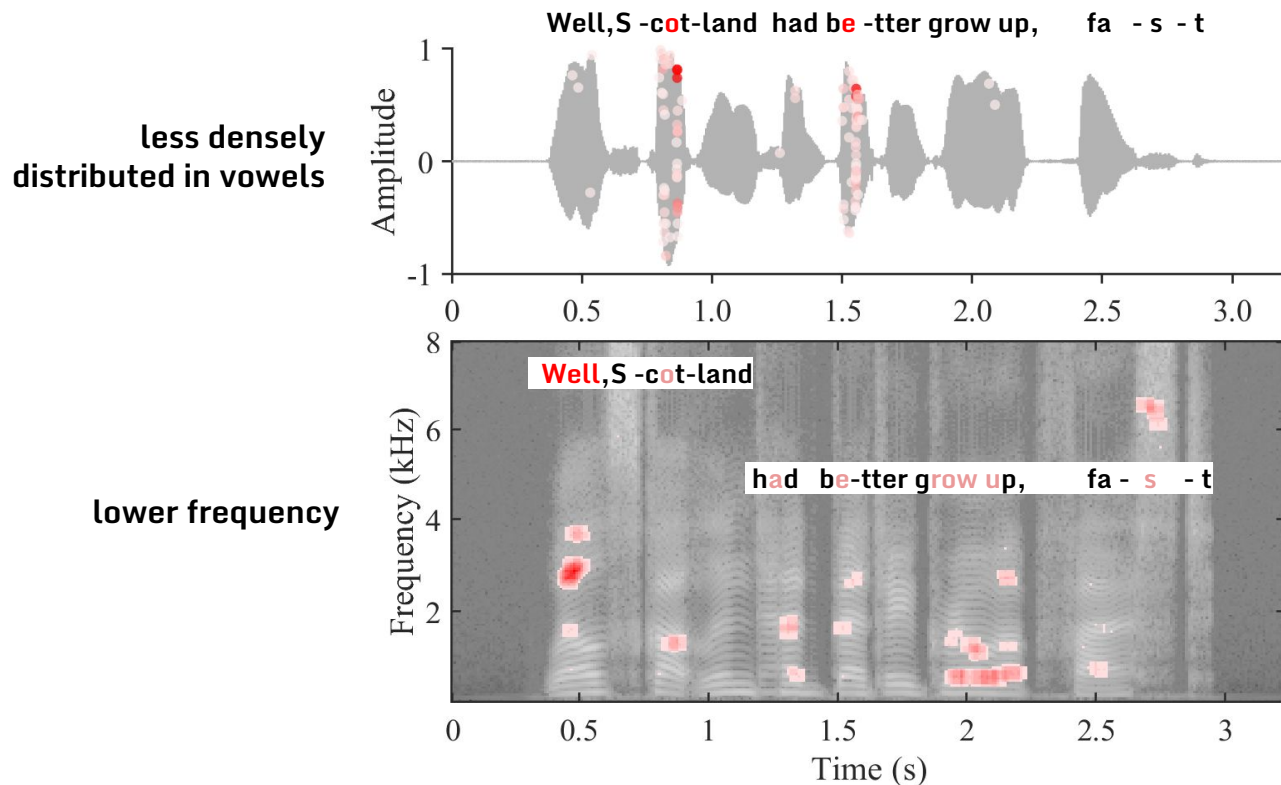 Well,S -cot-land had be -tter grow up, fa - s - t
less densely
distributed in vowels
Amplitude
1
0
-1
0 0.5 1.0 1.5 2.0 2.5 3.0
lower frequency
Frequency (kHz)
8
6
4
2
Well,S -cot-land
had be-tter grow up, fa - s - t
0 0.5 1 1.5 2 2.5 3
Time (s)